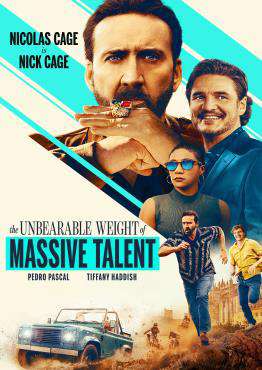 NICOLAS CAGE
IS
NICK CAGE
the UNBEARABLE WEIGHT of
MASSIVE TALENT
PEDRO PASCAL TIFFANY HADDISH